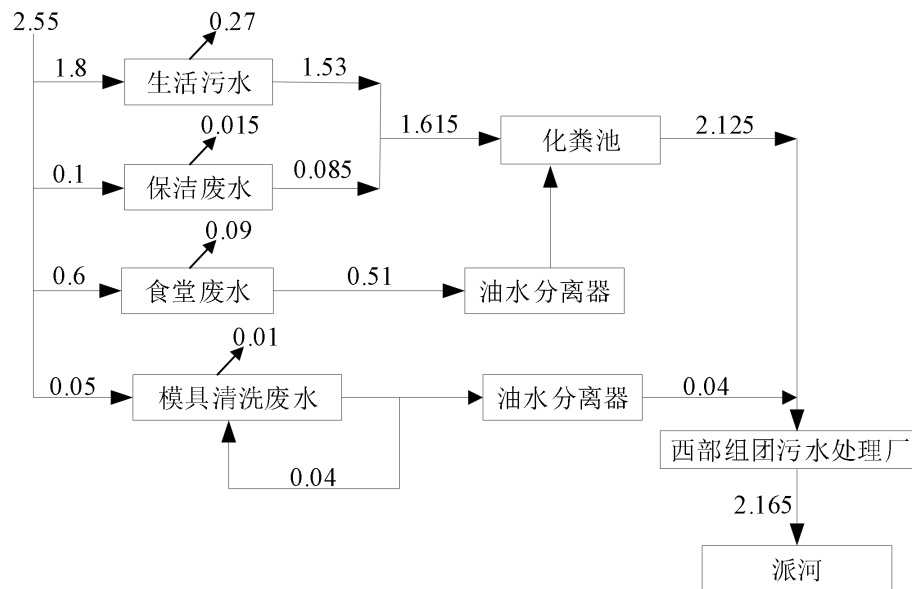 2.55
0.27
1.8
生活污水
1.53
0.015
1.615
化粪池
2.125
0.1
保洁废水
0.085
0.09
0.6
食堂废水
0.51
油水分离器
0.01
0.05
模具清洗废水
油水分离器
0.04
0.04
西部组团污水处理厂
2.165
派河